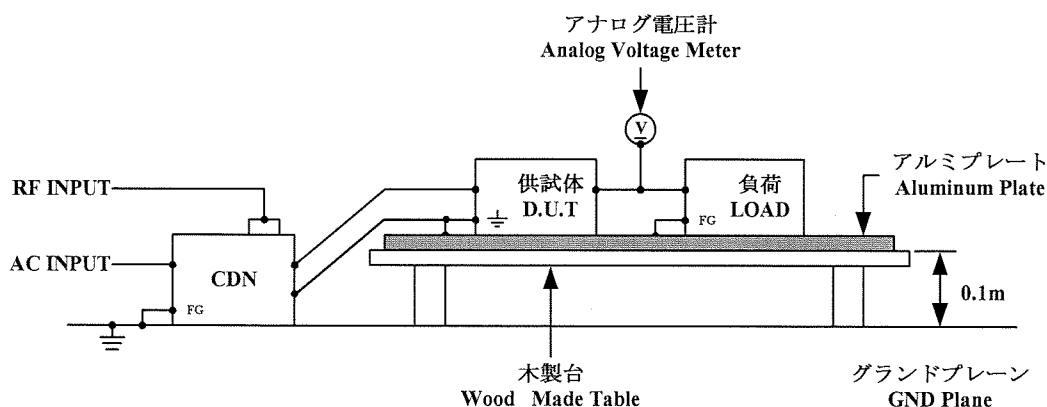 アナログ電圧計
Analog Voltage Meter
V
RF INPUT
供試体
D.U.T
負荷
LOAD
FG
アルミプレート
Aluminum Plate
AC INPUT
CDN
FG
0.1m
木製台
Wood Made Table
グランドプレーン
GND Plane